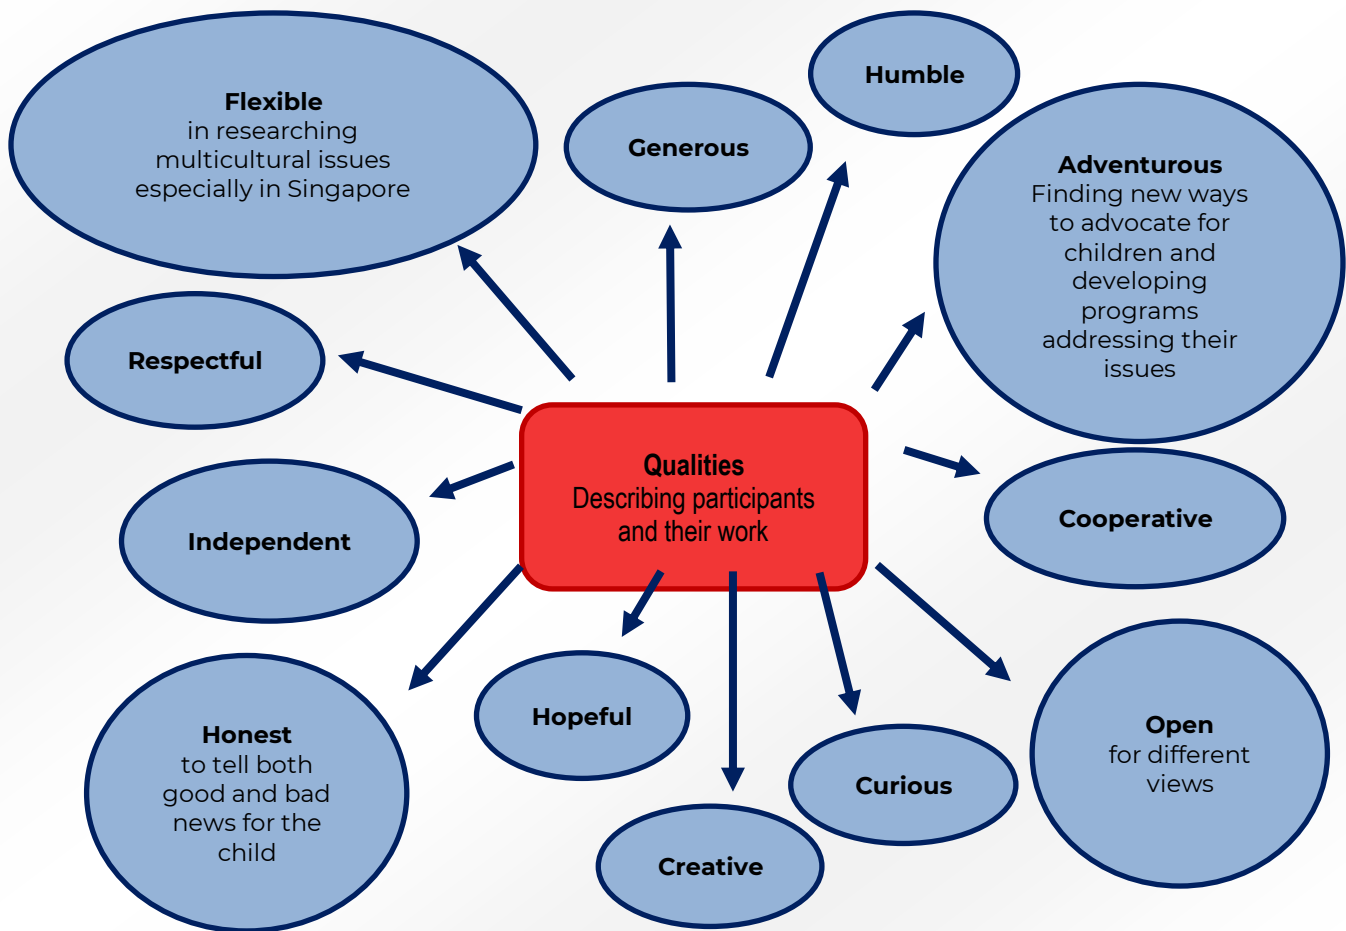 Humble
Flexible
in researching
multicultural issues
especially in Singapore
Generous
Adventurous
Finding new ways
to advocate for
children and
developing
programs
addressing their
issues
Respectful
Qualities
Describing participants
and their work
Cooperative
Independent
Honest
to tell both
good and bad
news for the
child
Hopeful
Open
for different
views
Curious
Creative